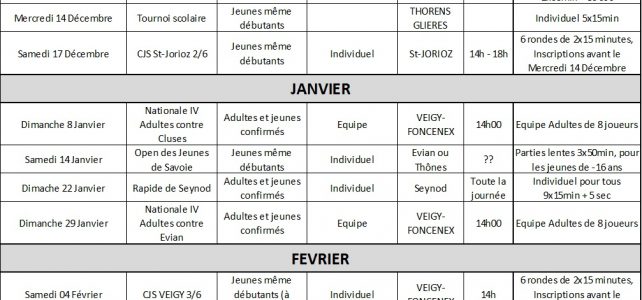 Mercredi 14 Décembre
Tournoi scolaire
Jeunes même
débutants
THORENS
GLIERES
Individuel 5x15min
Samedi 17 Décembre
CJS St-Jorioz 2/6
Jeunes même
débutants
Individuel
St-JORIOZ
14h - 18h
6 rondes de 2x15 minutes,
Inscriptions avant le
Mercredi 14 Décembre
JANVIER
Dimanche 8 Janvier
Nationale IV
Adultes contre
Cluses
Adultes et jeunes
confirmés
Equipe
VEIGY-
FONCENEX
14h00
Equipe Adultes de 8 joueurs
Samedi 14 Janvier
Open des Jeunes
de Savoie
Jeunes même
débutants
Individuel
Evian ou
Thônes
??
Parties lentes 3x50min, pour
les jeunes de -16 ans
Dimache 22 Janvier
Rapide de Seynod
Adultes et jeunes
confirmés
Individuel
Seynod
Toute la
journée
Individuel pour tous
9x15min + 5 sec
Dimanche 29 Janvier
Nationale IV
Adultes contre
Evian
Adultes et jeunes
confirmés
Equipe
VEIGY-
FONCENEX
14h00
Equipe Adultes de 8 joueurs
FEVRIER
Samedi 04 Février
CJS VEIGY 3/6
Jeunes même
débutants (à
Individuel
VEIGY-
FONCENEX
14h
6 rondes de 2x15 minutes,
Inscriptions avant le